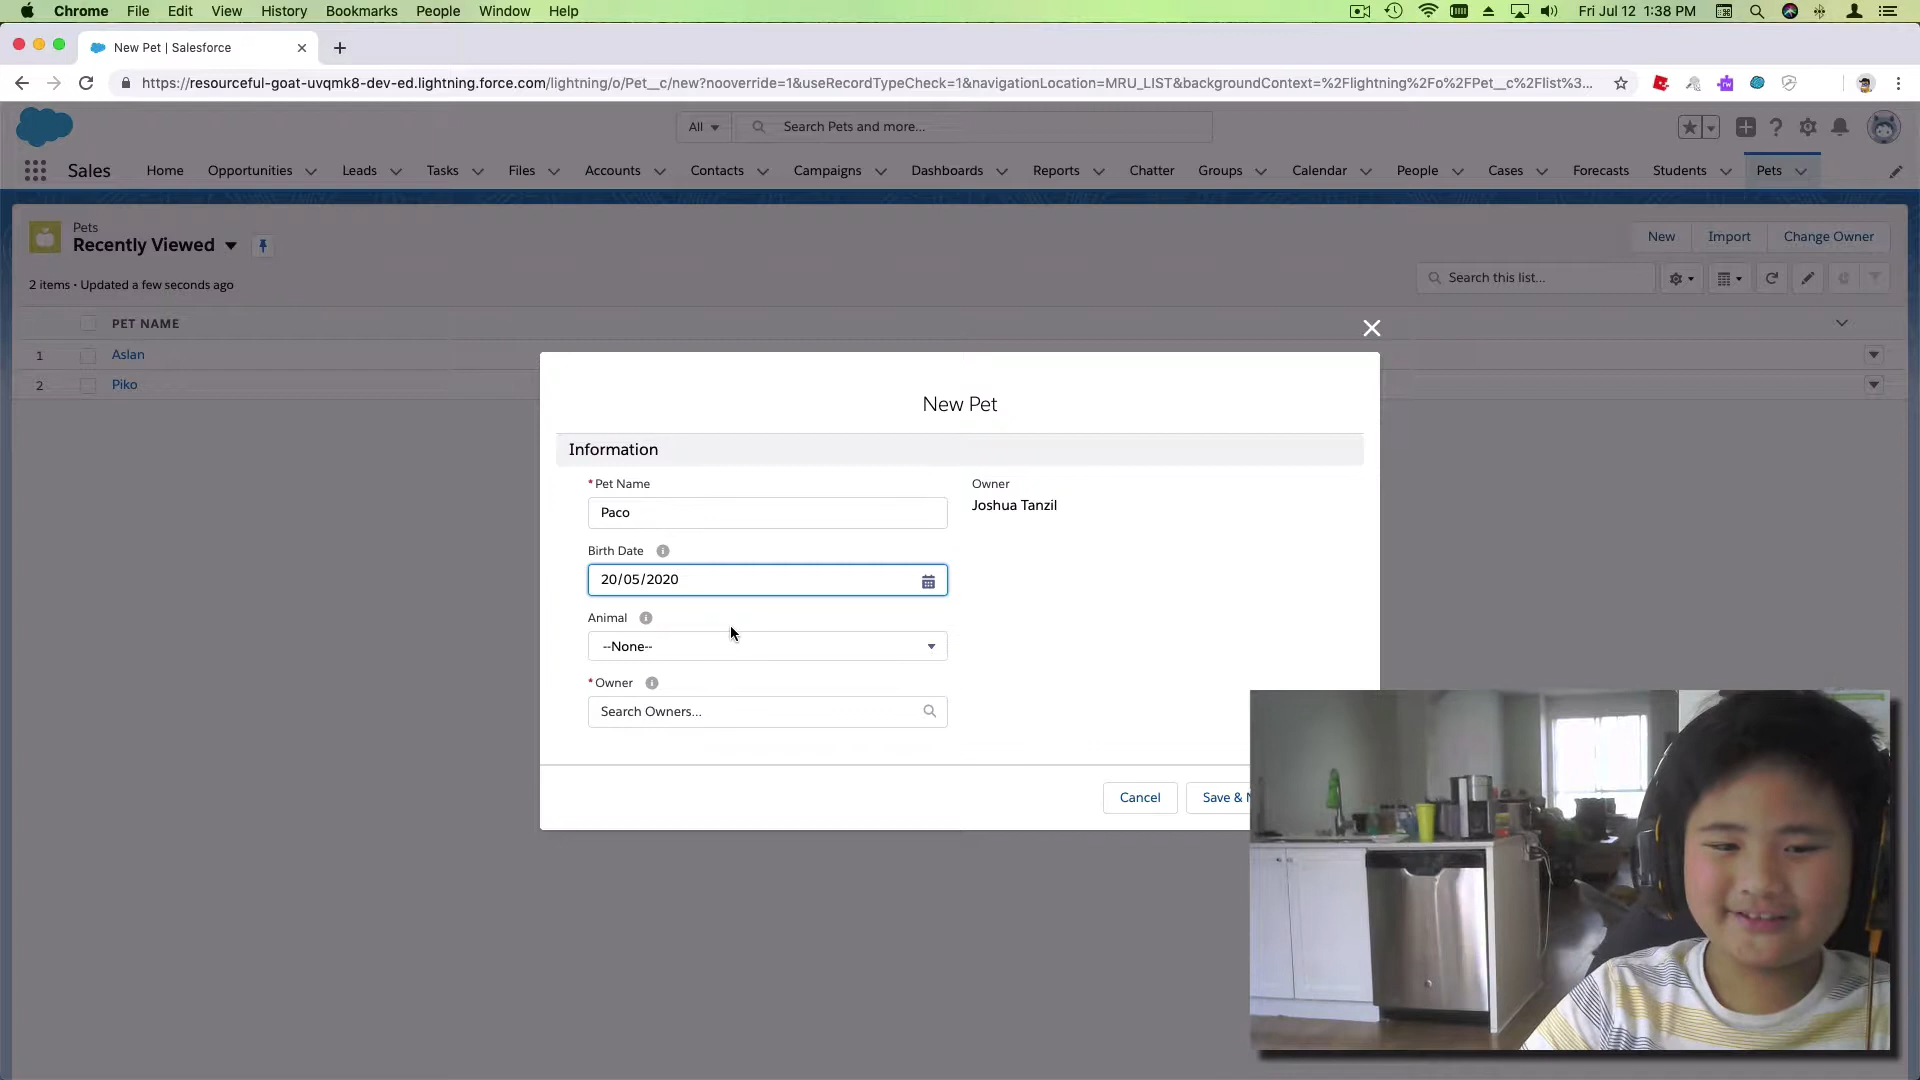 Chrome File Edit View History Bookmarks People Window Help Fri Jul 12 1:38 PM
New Pet | Salesforce
https://resourceful-goat-uvqmk8-dev-ed.lightning.force.com/lightning/o/Pet__c/new?nooverride=1&useRecordTypeCheck=1&navigationLocation=MRU_LIST&backgroundContext=%2Flightning%2Fo%2FPet__c%2Flist%3...
All Search Pets and more...
Sales Home Opportunities Leads Tasks Files Accounts Contacts Campaigns Dashboards Reports Chatter Groups Calendar People Cases Forecasts Students Pets
Pets
Recently Viewed
New Import Change Owner
2 items • Updated a few seconds ago
Search this list...
PET NAME
1 Aslan
2 Piko
New Pet
Information
*Pet Name
Paco
Owner
Joshua Tanzil
Birth Date
20/05/2020
Animal
--None--
*Owner
Search Owners...
Cancel Save &